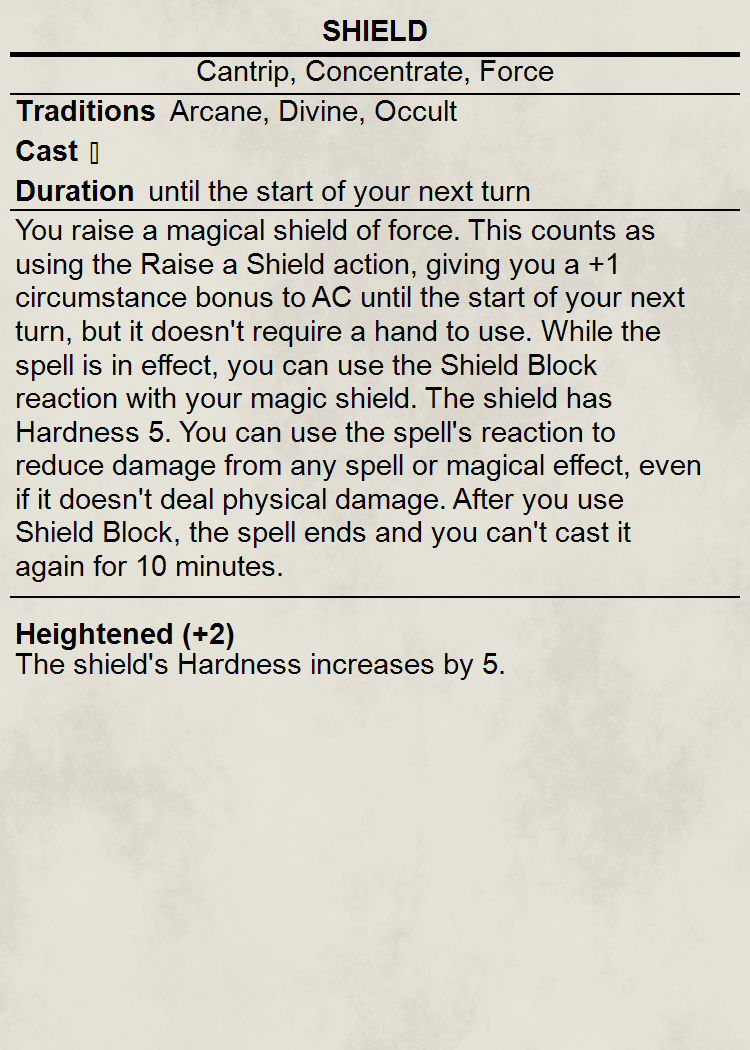 SHIELD
Cantrip, Concentrate, Force
Traditions Arcane, Divine, Occult
Cast
Duration until the start of your next turn
You raise a magical shield of force. This counts as
using the Raise a Shield action, giving you a +1
circumstance bonus to AC until the start of your next
turn, but it doesn't require a hand to use. While the
spell is in effect, you can use the Shield Block
reaction with your magic shield. The shield has
Hardness 5. You can use the spell's reaction to
reduce damage from any spell or magical effect, even
if it doesn't deal physical damage. After you use
Shield Block, the spell ends and you can't cast it
again for 10 minutes.
Heightened (+2)
The shield's Hardness increases by 5.